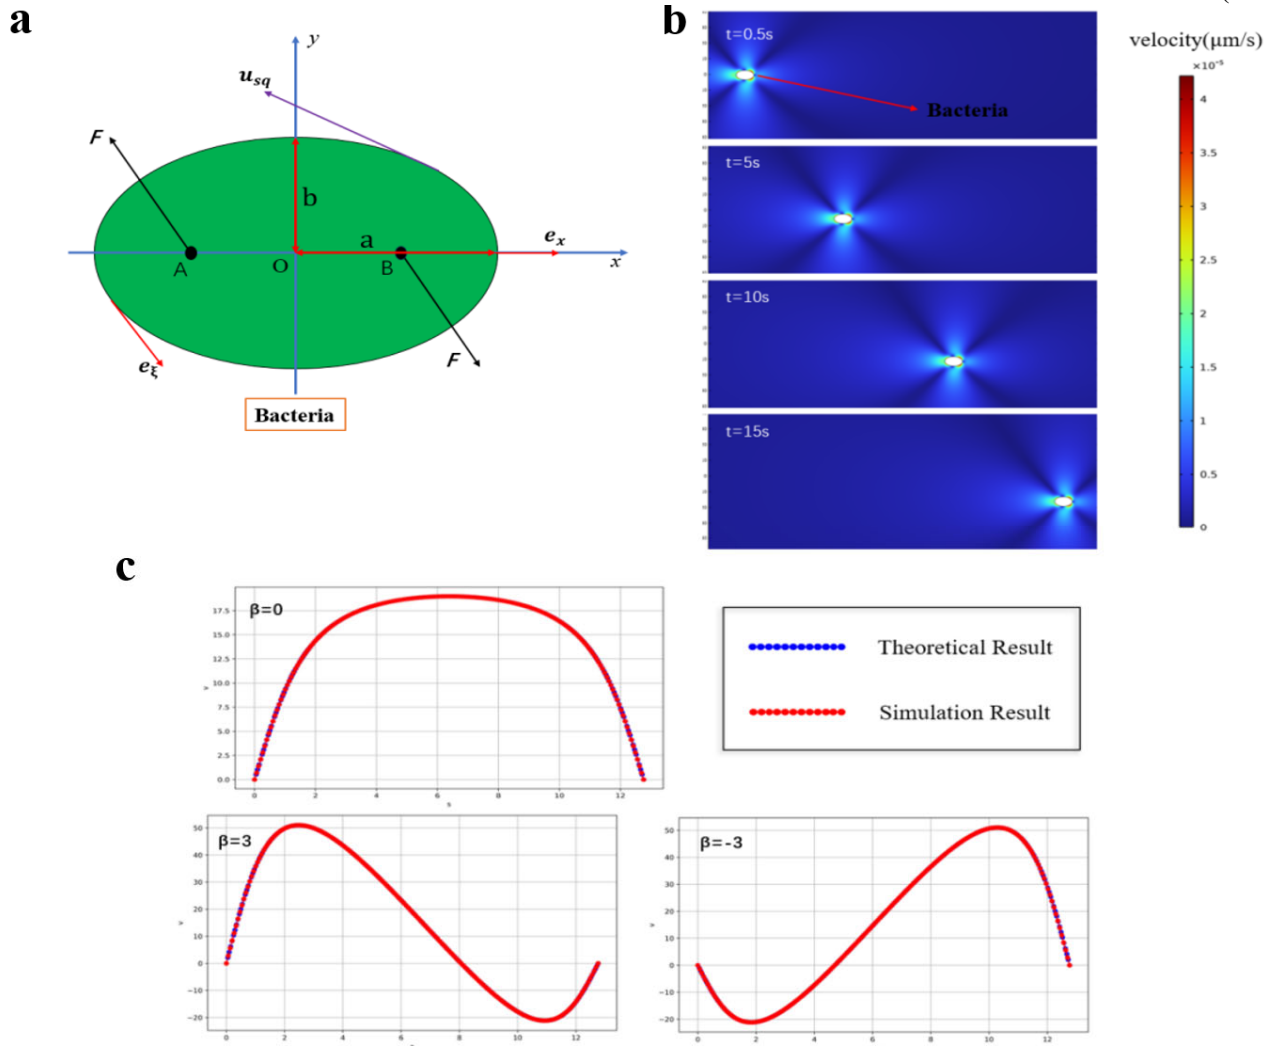 a
y
u_sq
F
b
a
e_x
A
O
B
x
F
e_ξ
Bacteria
b
velocity(μm/s)
×10⁻⁵
t=0.5s
Bacteria
t=5s
t=10s
t=15s
4
3.5
3
2.5
2
1.5
1
0.5
0
c
β=0
17.5
15.0
12.5
10.0
7.5
5.0
2.5
0.0
v
0 2 4 6 8 10 12
s
Theoretical Result
Simulation Result
β=3
50
40
30
20
10
0
−10
−20
v
0 2 4 6 8 10 12
β=-3
50
40
30
20
10
0
−10
−20
v
0 2 4 6 8 10 12